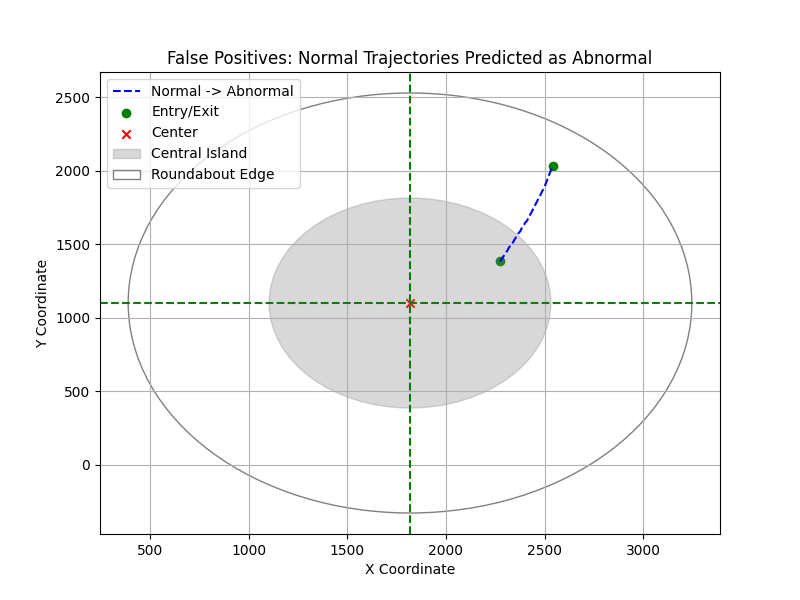 False Positives: Normal Trajectories Predicted as Abnormal
Normal -> Abnormal
Entry/Exit
Center
Central Island
Roundabout Edge
2500
2000
1500
1000
500
0
Y Coordinate
500 1000 1500 2000 2500 3000
X Coordinate